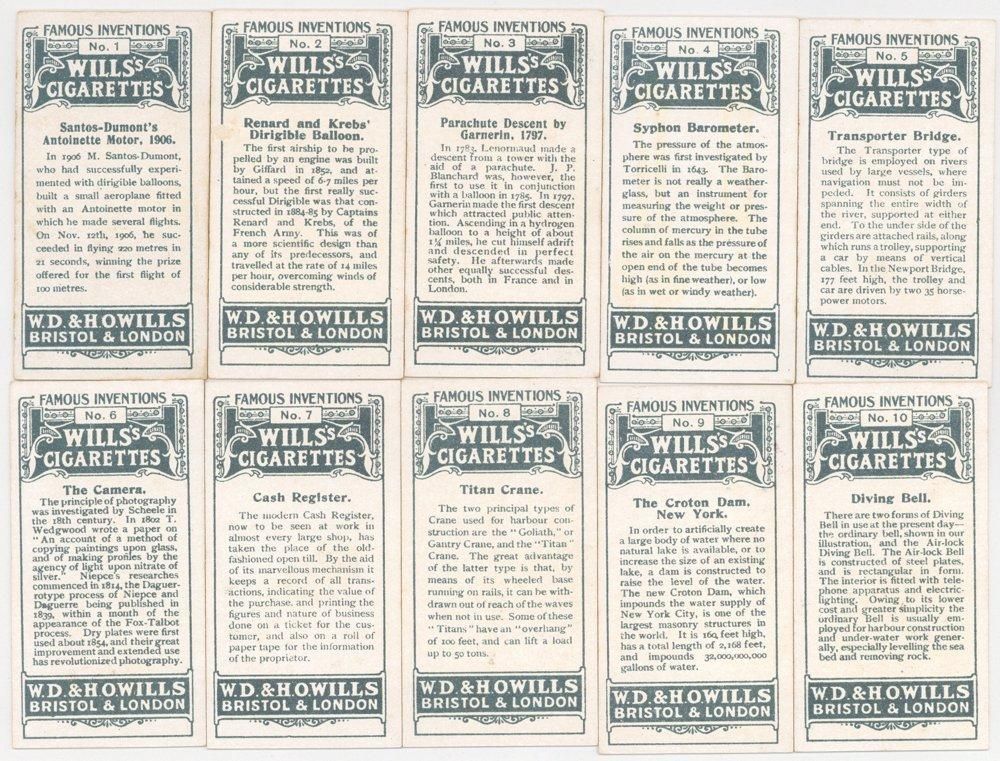 FAMOUS INVENTIONS
No. 1
WILLS'S
CIGARETTES
Santos-Dumont's
Antoinette Motor, 1906.
In 1906 M. Santos-Dumont,
who had successfully experi-
mented with dirigible balloons,
built a small aeroplane fitted
with an Antoinette motor in
which he made several flights.
On Nov. 12th, 1906, he suc-
ceeded in flying 220 metres in
21 seconds, winning the prize
offered for the first flight of
100 metres.
W.D. & H.O. WILLS
BRISTOL & LONDON
FAMOUS INVENTIONS
No. 2
WILLS'S
CIGARETTES
Renard and Krebs'
Dirigible Balloon.
The first airship to be pro-
pelled by an engine was built
by Giffard in 1852, and at-
tained a speed of 6-7 miles per
hour, but the first really suc-
cessful Dirigible was that con-
structed in 1884-85 by Captains
Renard and Krebs, of the
French Army. This was of
a more scientific design than
any of its predecessors, and
travelled at the rate of 14 miles
per hour, overcoming winds of
considerable strength.
W.D. & H.O. WILLS
BRISTOL & LONDON
FAMOUS INVENTIONS
No. 3
WILLS'S
CIGARETTES
Parachute Descent by
Garnerin, 1797.
In 1783, Lenormaud made a
descent from a tower with the
aid of a parachute. J. P.
Blanchard was, however, the
first to use it in conjunction
with a balloon in 1785. In 1797,
Garnerin made the first descent
which attracted public atten-
tion. Ascending in a hydrogen
balloon to a height of about
1¼ miles, he cut himself adrift
and descended in perfect
safety. He afterwards made
other equally successful des-
cents, both in France and in
London.
W.D. & H.O. WILLS
BRISTOL & LONDON
FAMOUS INVENTIONS
No. 4
WILLS'S
CIGARETTES
Syphon Barometer.
The pressure of the atmos-
phere was first investigated by
Torricelli in 1643. The Baro-
meter is not really a weather-
glass, but an instrument for
measuring the weight or press-
ure of the atmosphere. The
column of mercury in the tube
rises and falls as the pressure of
the air on the mercury at the
open end of the tube becomes
high (as in fine weather), or low
(as in wet or windy weather).
W.D. & H.O. WILLS
BRISTOL & LONDON
FAMOUS INVENTIONS
No. 5
WILLS'S
CIGARETTES
Transporter Bridge.
The Transporter type of
bridge is employed on rivers
used by large vessels, where
navigation must not be im-
peded. It consists of girders
spanning the entire width of
the river, supported at either
end. To the under side of the
girders are attached rails, along
which runs a trolley, supporting
a car by means of vertical
cables. In the Newport Bridge,
177 feet high, the trolley and
car are driven by two 35 horse-
power motors.
W.D. & H.O. WILLS
BRISTOL & LONDON
FAMOUS INVENTIONS
No. 6
WILLS'S
CIGARETTES
The Camera.
The principle of photography
was investigated by Scheele in
the 18th century. In 1802 T.
Wedgwood wrote a paper on
"An account of a method of
copying paintings upon glass,
and of making profiles by the
agency of light upon nitrate of
silver." Niepce's researches
commenced in 1814, the Daguer-
rotype process of Niepce and
Daguerre being published in
1839, within a month of the
appearance of the Fox-Talbot
process. Dry plates were first
used about 1854, and their great
improvement and extended use
has revolutionized photography.
W.D. & H.O. WILLS
BRISTOL & LONDON
FAMOUS INVENTIONS
No. 7
WILLS'S
CIGARETTES
Cash Register.
The modern Cash Register,
now to be seen at work in
almost every large shop, has
taken the place of the old-
fashioned open till. By the aid
of its marvellous mechanism it
keeps a record of all trans-
actions, indicating the value of
the purchase, and printing the
figures and nature of business
done on a ticket for the cus-
tomer, and also on a roll of
paper tape for the information
of the proprietor.
W.D. & H.O. WILLS
BRISTOL & LONDON
FAMOUS INVENTIONS
No. 8
WILLS'S
CIGARETTES
Titan Crane.
The two principal types of
Crane used for harbour con-
struction are the "Goliath," or
Gantry Crane, and the "Titan"
Crane. The great advantage
of the latter type is that, by
means of its wheeled base
running on rails, it can be with-
drawn out of reach of the waves
when not in use. Some of these
"Titans" have an "overhang"
of 100 feet, and can lift a load
up to 50 tons.
W.D. & H.O. WILLS
BRISTOL & LONDON
FAMOUS INVENTIONS
No. 9
WILLS'S
CIGARETTES
The Croton Dam,
New York.
In order to artificially create
a large body of water where no
natural lake is available, or to
increase the size of an existing
lake, a dam is constructed to
raise the level of the water.
The new Croton Dam, which
impounds the water supply of
New York City, is one of the
largest masonry structures in
the world. It is 160 feet high,
has a total length of 2,168 feet,
and impounds 32,000,000,000
gallons of water.
W.D. & H.O. WILLS
BRISTOL & LONDON
FAMOUS INVENTIONS
No. 10
WILLS'S
CIGARETTES
Diving Bell.
There are two forms of Diving
Bell in use at the present day—
the ordinary bell, shown in our
illustration, and the Air-lock
Diving Bell. The Air-lock Bell
is constructed of steel plates,
and is rectangular in form.
The interior is fitted with tele-
phone apparatus and electric-
lighting. Owing to its lower
cost and greater simplicity the
ordinary Bell is usually em-
ployed for harbour construction
and under-water work gener-
ally, especially levelling the sea
bed and removing rock.
W.D. & H.O. WILLS
BRISTOL & LONDON